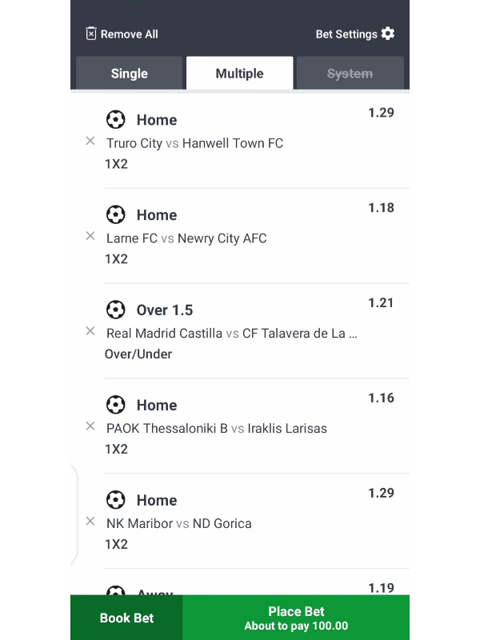 Remove All
Bet Settings
Single
Multiple
System
Home
1.29
Truro City vs Hanwell Town FC
1X2
Home
1.18
Larne FC vs Newry City AFC
1X2
Over 1.5
1.21
Real Madrid Castilla vs CF Talavera de La ...
Over/Under
Home
1.16
PAOK Thessaloniki B vs Iraklis Larisas
1X2
Home
1.29
NK Maribor vs ND Gorica
1X2
Away
1.19
Book Bet
Place Bet
About to pay 100.00